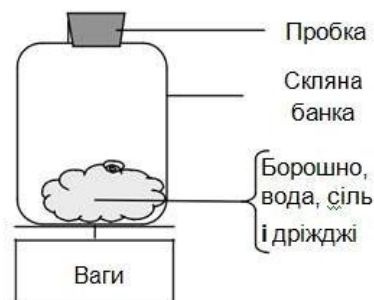 Пробка
Скляна
банка
Борошно,
вода, сіль
і дріжджі
Ваги